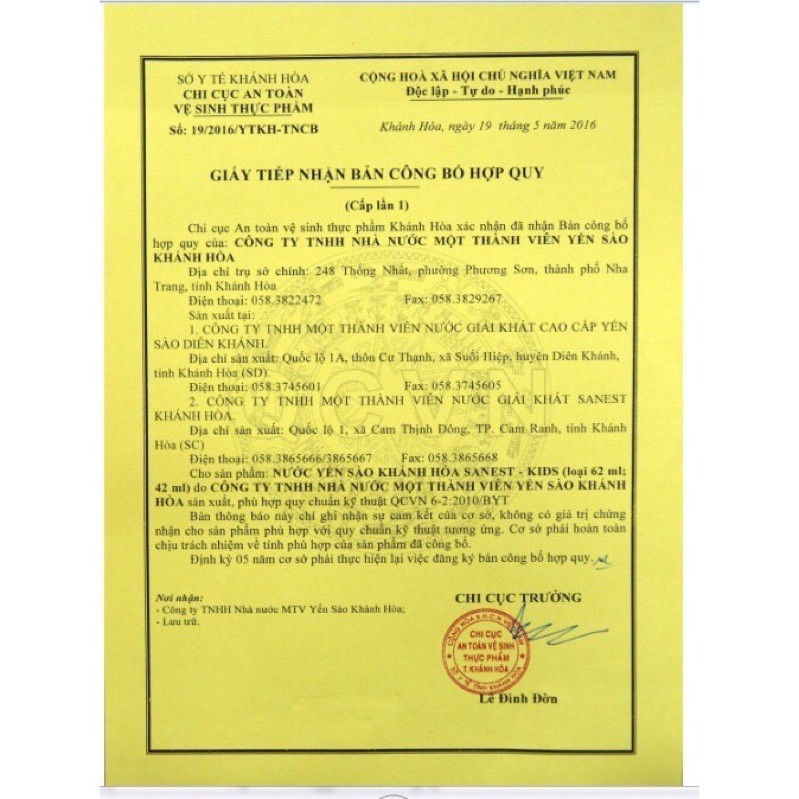 SỞ Y TẾ KHÁNH HÒA
CHI CỤC AN TOÀN
VỆ SINH THỰC PHẨM
Số: 19/2016/YTKH-TNCB
CỘNG HOÀ XÃ HỘI CHỦ NGHĨA VIỆT NAM
Độc lập - Tự do - Hạnh phúc
Khánh Hòa, ngày 19 tháng 5 năm 2016
GIẤY TIẾP NHẬN BẢN CÔNG BỐ HỢP QUY
(Cấp lần 1)
Chi cục An toàn vệ sinh thực phẩm Khánh Hòa xác nhận đã nhận Bản công bố
hợp quy của: CÔNG TY TNHH NHÀ NƯỚC MỘT THÀNH VIÊN YẾN SÀO
KHÁNH HÒA
Địa chỉ trụ sở chính: 248 Thống Nhất, phường Phương Sơn, thành phố Nha
Trang, tỉnh Khánh Hòa
Điện thoại: 058.3822472 Fax: 058.3829267
Sản xuất tại:
1. CÔNG TY TNHH MỘT THÀNH VIÊN NƯỚC GIẢI KHÁT CAO CẤP YẾN
SÀO DIÊN KHÁNH.
Địa chỉ sản xuất: Quốc lộ 1A, thôn Cư Thạnh, xã Suối Hiệp, huyện Diên Khánh,
tỉnh Khánh Hòa (SD).
Điện thoại: 058.3745601 Fax: 058.3745605
2. CÔNG TY TNHH MỘT THÀNH VIÊN NƯỚC GIẢI KHÁT SANEST
KHÁNH HÒA.
Địa chỉ sản xuất: Quốc lộ 1, xã Cam Thịnh Đông, TP. Cam Ranh, tỉnh Khánh
Hòa (SC)
Điện thoại: 058.3865666/3865667 Fax: 058.3865668
Cho sản phẩm: NƯỚC YẾN SÀO KHÁNH HÒA SANEST - KIDS (loại 62 ml;
42 ml) do CÔNG TY TNHH NHÀ NƯỚC MỘT THÀNH VIÊN YẾN SÀO KHÁNH
HÒA sản xuất, phù hợp quy chuẩn kỹ thuật QCVN 6-2:2010/BYT
Bản thông báo này chỉ ghi nhận sự cam kết của cơ sở, không có giá trị chứng
nhận cho sản phẩm phù hợp với quy chuẩn kỹ thuật tương ứng. Cơ sở phải hoàn toàn
chịu trách nhiệm về tính phù hợp của sản phẩm đã công bố.
Định kỳ 05 năm cơ sở phải thực hiện lại việc đăng ký bản công bố hợp quy.
Nơi nhận:
- Công ty TNHH Nhà nước MTV Yến Sào Khánh Hòa;
- Lưu trữ.
CHI CỤC TRƯỞNG
CỘNG HÒA X.H.C.N VIỆT NAM
CHI CỤC
AN TOÀN VỆ SINH
THỰC PHẨM
T. KHÁNH HÒA
SỞ Y TẾ TỈNH KHÁNH HÒA
Lê Đình Đờn
QCVN